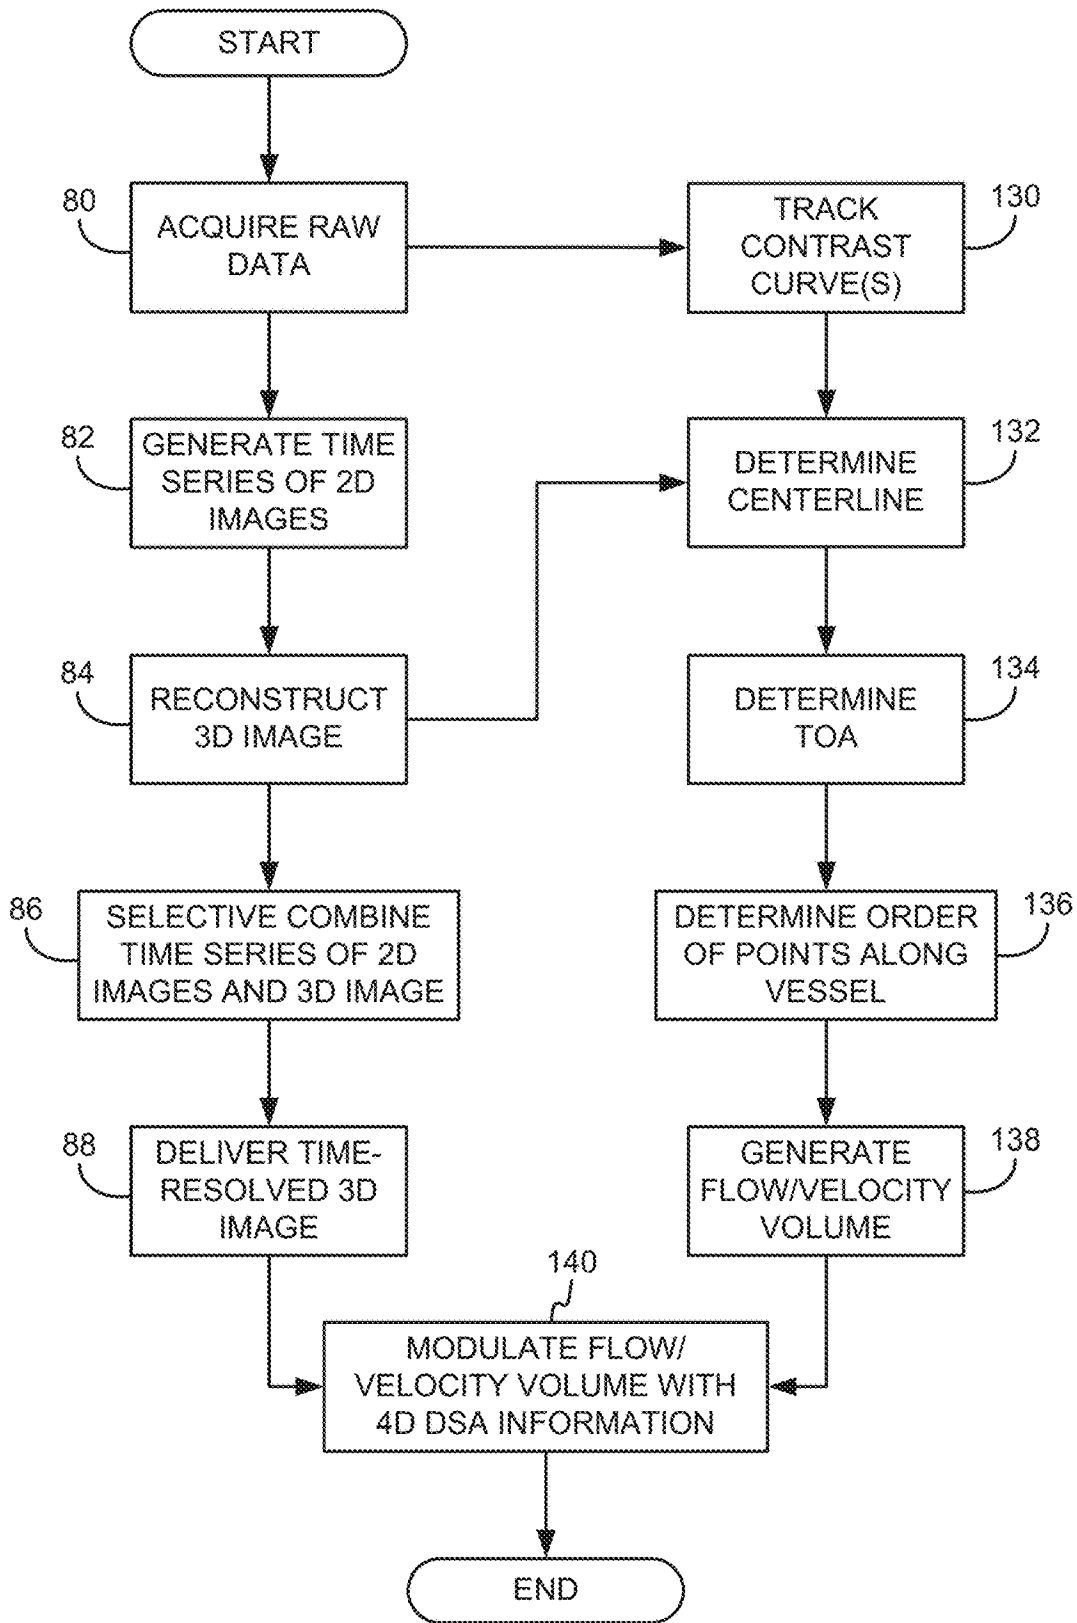 START
80
ACQUIRE RAW
DATA
130
TRACK
CONTRAST
CURVE(S)
82
GENERATE TIME
SERIES OF 2D
IMAGES
132
DETERMINE
CENTERLINE
84
RECONSTRUCT
3D IMAGE
134
DETERMINE
TOA
86
SELECTIVE COMBINE
TIME SERIES OF 2D
IMAGES AND 3D IMAGE
136
DETERMINE ORDER
OF POINTS ALONG
VESSEL
88
DELIVER TIME-
RESOLVED 3D
IMAGE
138
GENERATE
FLOW/VELOCITY
VOLUME
140
MODULATE FLOW/
VELOCITY VOLUME WITH
4D DSA INFORMATION
END